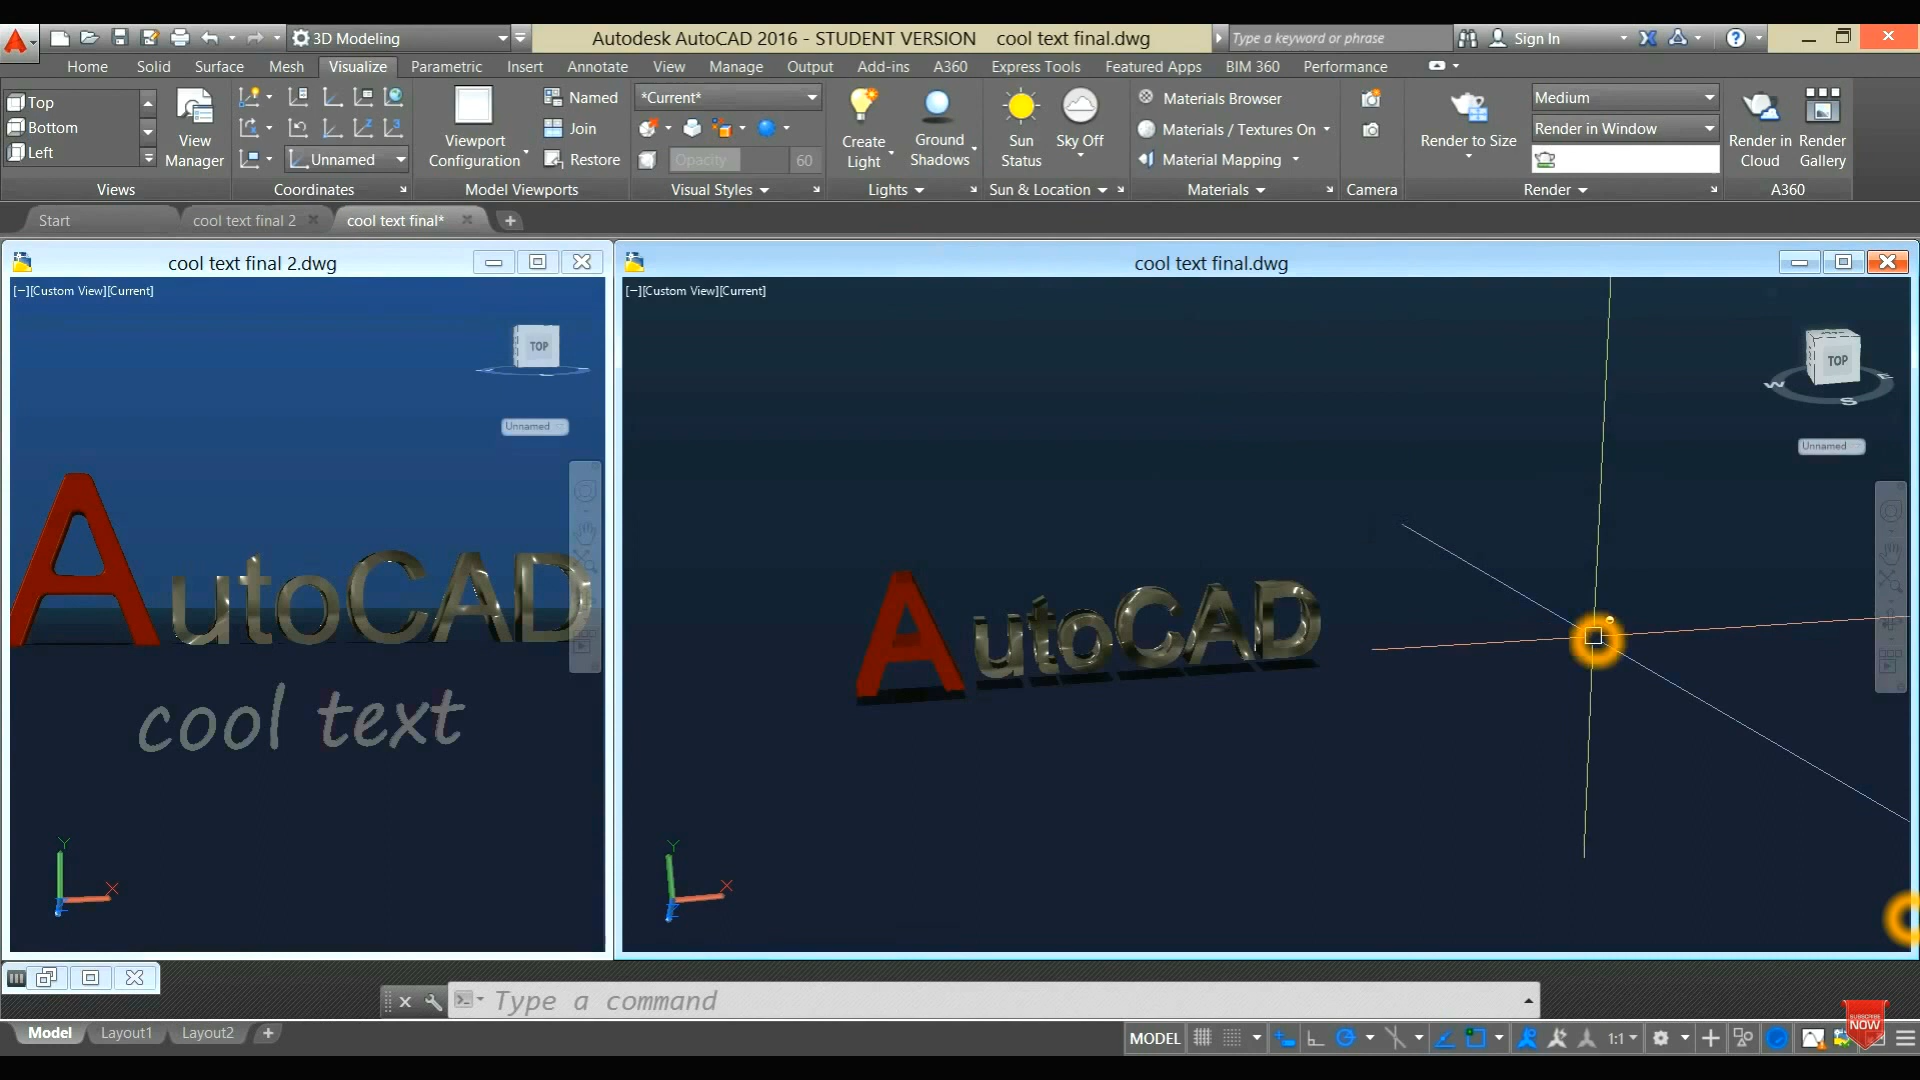 3D Modeling
Autodesk AutoCAD 2016 - STUDENT VERSION cool text final.dwg
Type a keyword or phrase
Sign In
Home Solid Surface Mesh Visualize Parametric Insert Annotate View Manage Output Add-ins A360 Express Tools Featured Apps BIM 360 Performance
Top
Bottom
Left
View
Manager
Unnamed
Viewport
Configuration
Named
Join
Restore
*Current*
Opacity 60
Create
Light
Ground
Shadows
Sun
Status
Sky Off
Materials Browser
Materials / Textures On
Material Mapping
Render to Size
Medium
Render in Window
Render in
Cloud
Render
Gallery
Views Coordinates Model Viewports Visual Styles Lights Sun & Location Materials Camera Render A360
Start cool text final 2 cool text final*
cool text final 2.dwg
[−][Custom View][Current]
TOP
Unnamed
AutoCAD
cool text
Y
X
Z
cool text final.dwg
[−][Custom View][Current]
TOP
W
E
S
Unnamed
AutoCAD
Y
X
Z
Type a command
Model Layout1 Layout2
MODEL
1:1
SUBSCRIBE
NOW